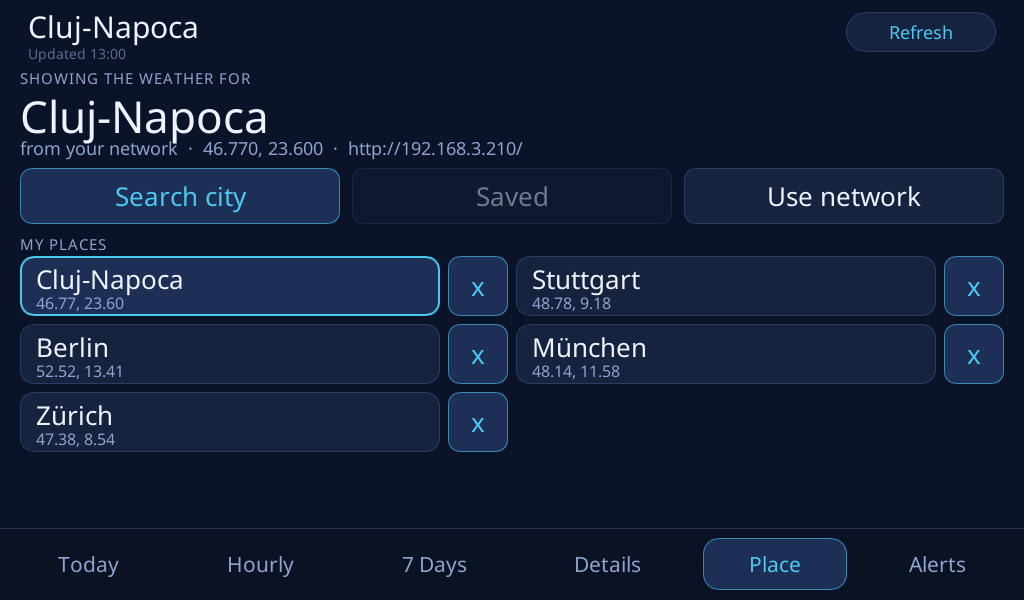 Cluj-Napoca
Refresh
Updated 13:00
SHOWING THE WEATHER FOR
Cluj-Napoca
from your network · 46.770, 23.600 · http://192.168.3.210/
Search city
Saved
Use network
MY PLACES
Cluj-Napoca
46.77, 23.60
x
Stuttgart
48.78, 9.18
x
Berlin
52.52, 13.41
x
München
48.14, 11.58
x
Zürich
47.38, 8.54
x
Today
Hourly
7 Days
Details
Place
Alerts